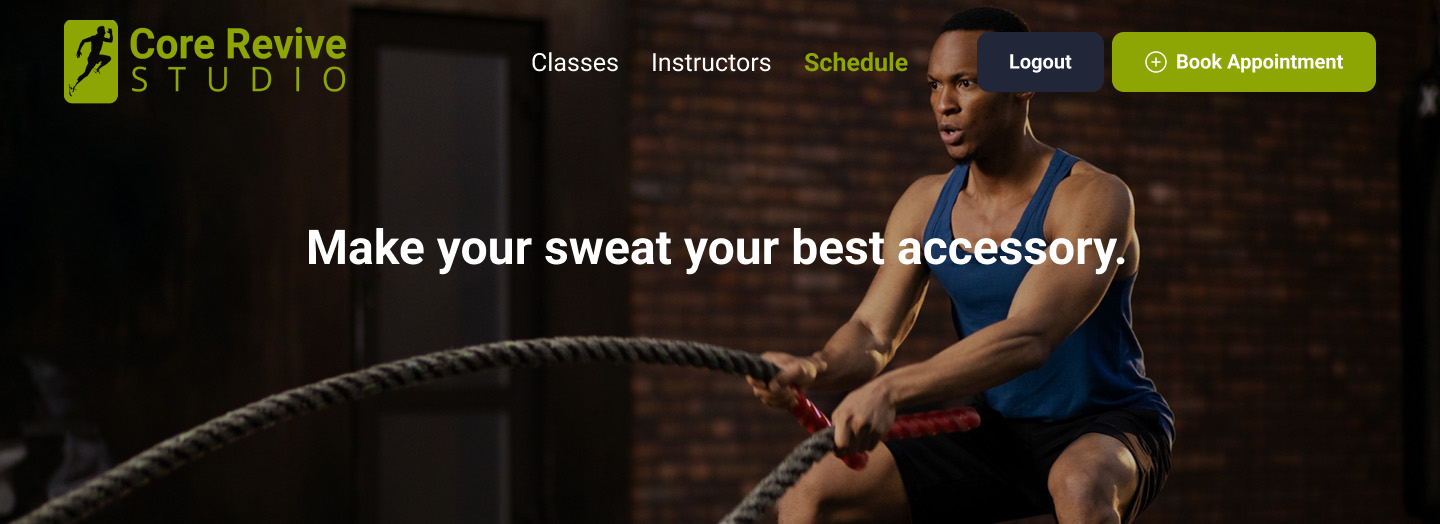 Core Revive
STUDIO
Classes
Instructors
Schedule
Logout
Book Appointment
Make your sweat your best accessory.